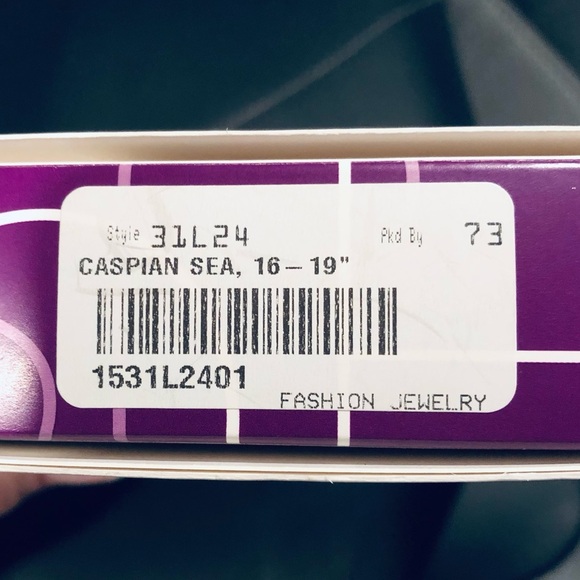 Style 31L24 Pkd By 73
CASPIAN SEA, 16-19"
1531L2401
FASHION JEWELRY